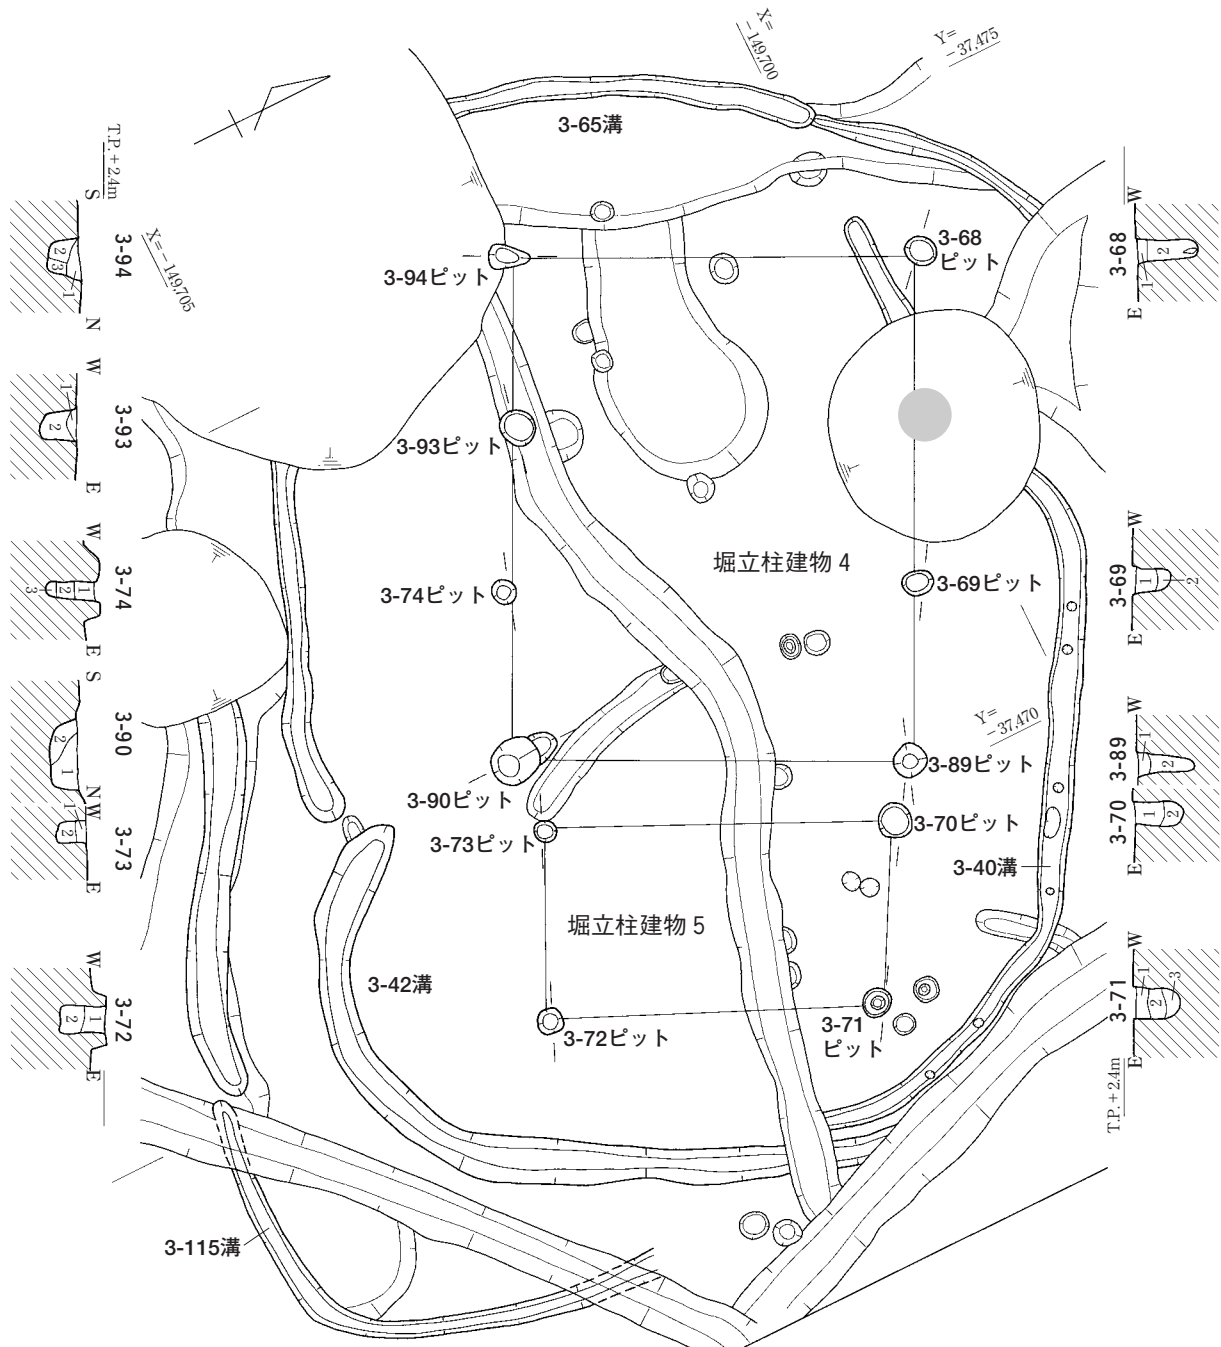 X=
-149,700
Y=
-37,475
3-65溝
T.P.+2.4m
S
3-94
2
3
1
N
X=-149,705
3-94ピット
3-68
ピット
W
3-68
2
1
E
W
3-93
1
2
E
3-93ピット
堀立柱建物 4
W
3-74
1
2
3
E
3-74ピット
3-69ピット
W
3-69
1
2
E
S
3-90
2
1
N
3-90ピット
Y=
-37,470
3-89ピット
W
3-89
1
2
W
3-73
1
2
E
3-73ピット
3-70ピット
3-70
1
2
E
3-40溝
堀立柱建物 5
3-42溝
W
3-72
1
2
E
3-72ピット
3-71
ピット
W
3-71
1
2
3
E
T.P.+2.4m
3-115溝